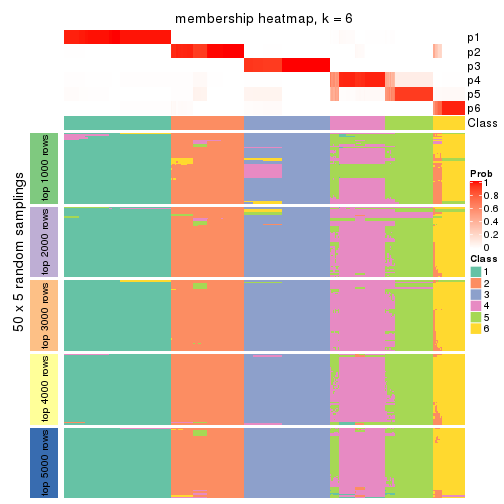 membership heatmap, k = 6
p1
p2
p3
p4
p5
p6
Class
50 x 5 random samplings
top 1000 rows
top 2000 rows
top 3000 rows
top 4000 rows
top 5000 rows
Prob
1
0.8
0.6
0.4
0.2
0
Class
1
2
3
4
5
6